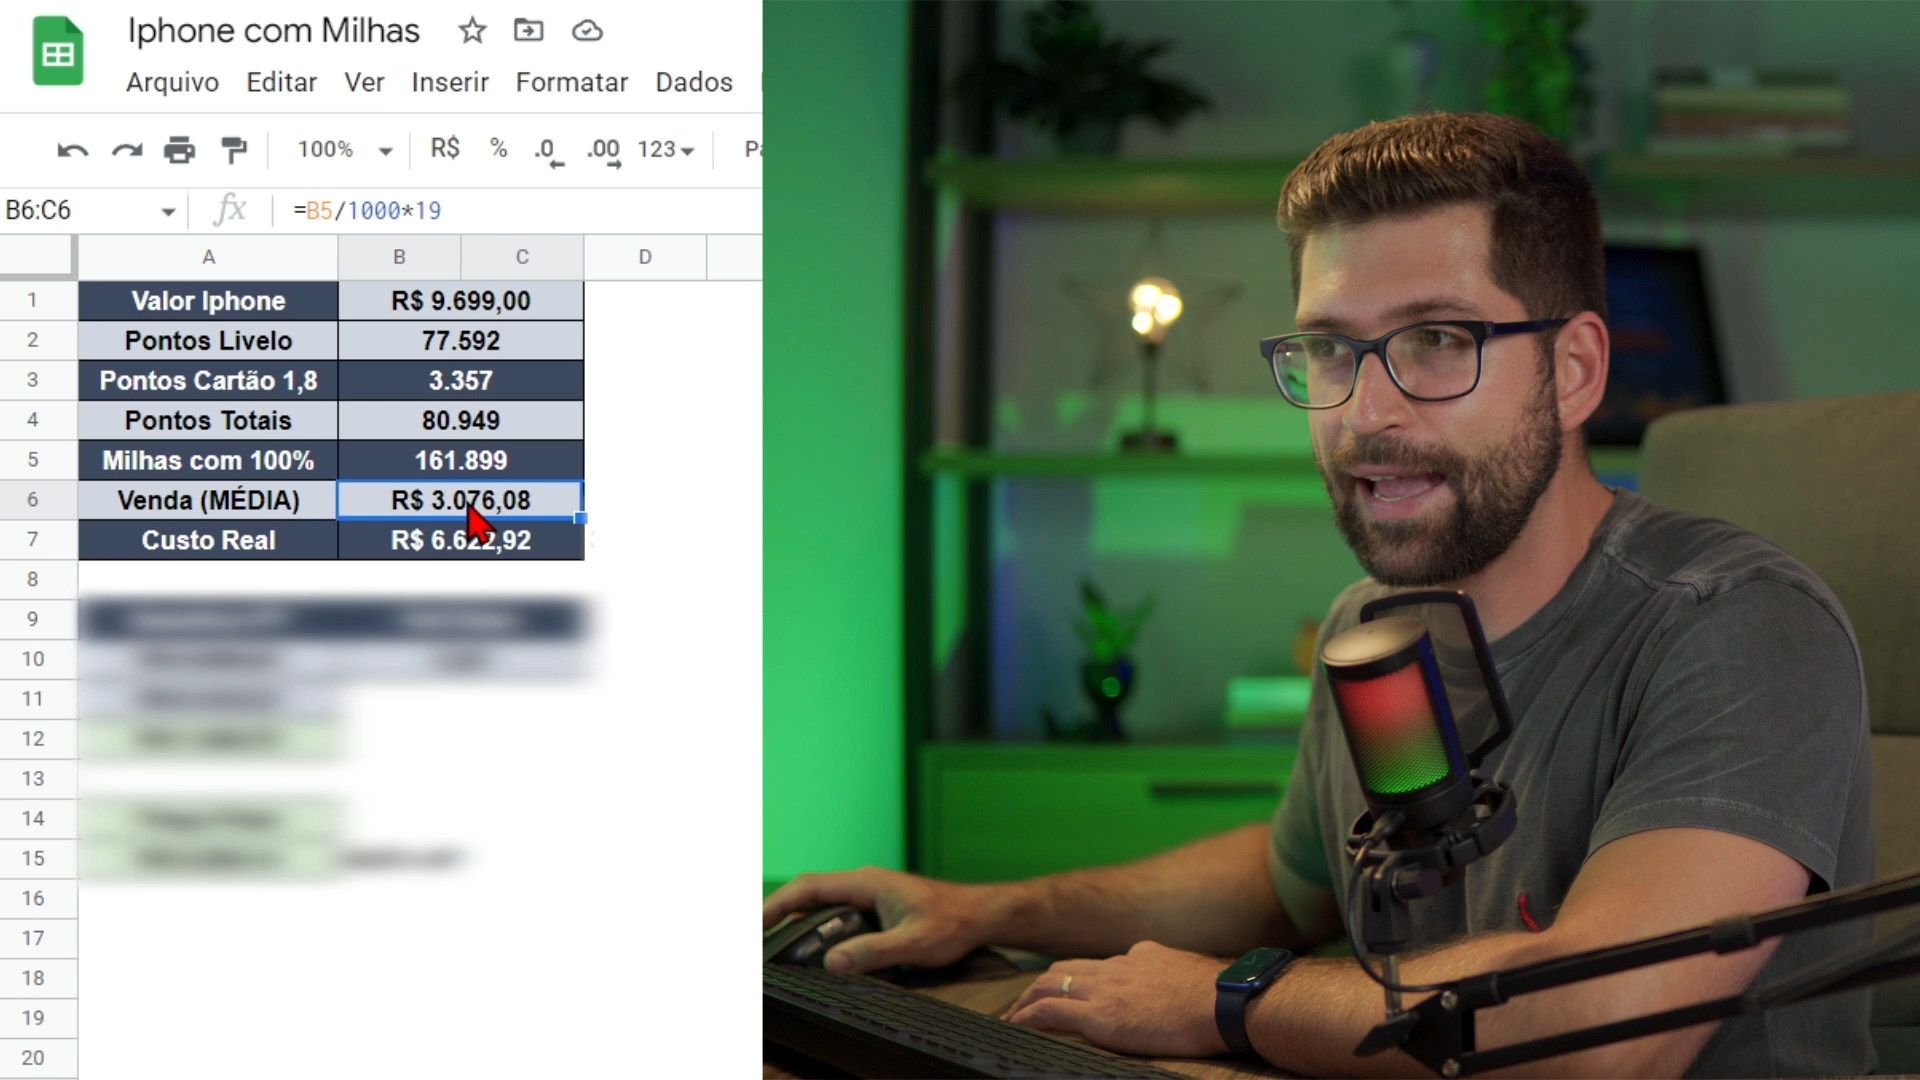 Iphone com Milhas
Arquivo Editar Ver Inserir Formatar Dados
100% R$ % .0 .00 123
B6:C6 fx =B5/1000*19
A B C D
1 Valor Iphone R$ 9.699,00
2 Pontos Livelo 77.592
3 Pontos Cartão 1,8 3.357
4 Pontos Totais 80.949
5 Milhas com 100% 161.899
6 Venda (MÉDIA) R$ 3.076,08
7 Custo Real R$ 6.622,92
8
9
10
11
12
13
14
15
16
17
18
19
20